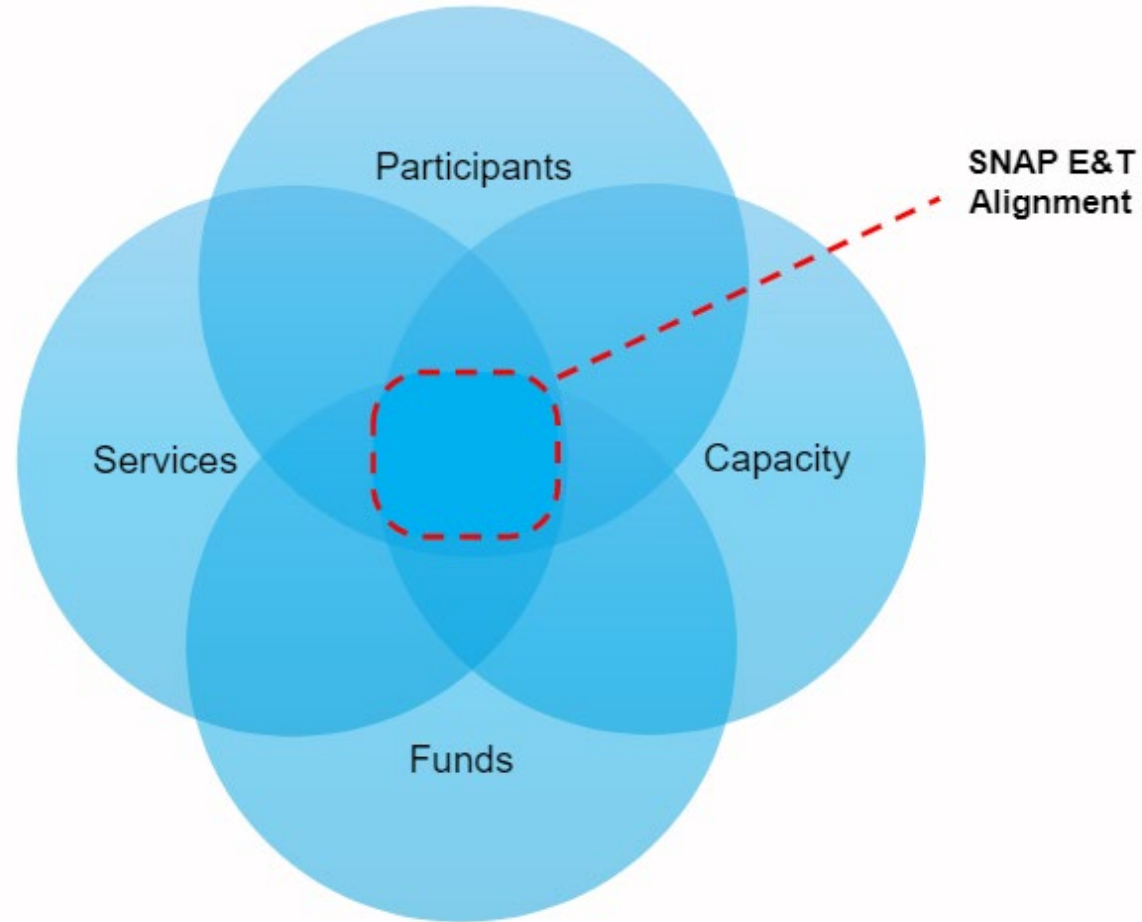 Participants
SNAP E&T
Alignment
Services
Capacity
Funds